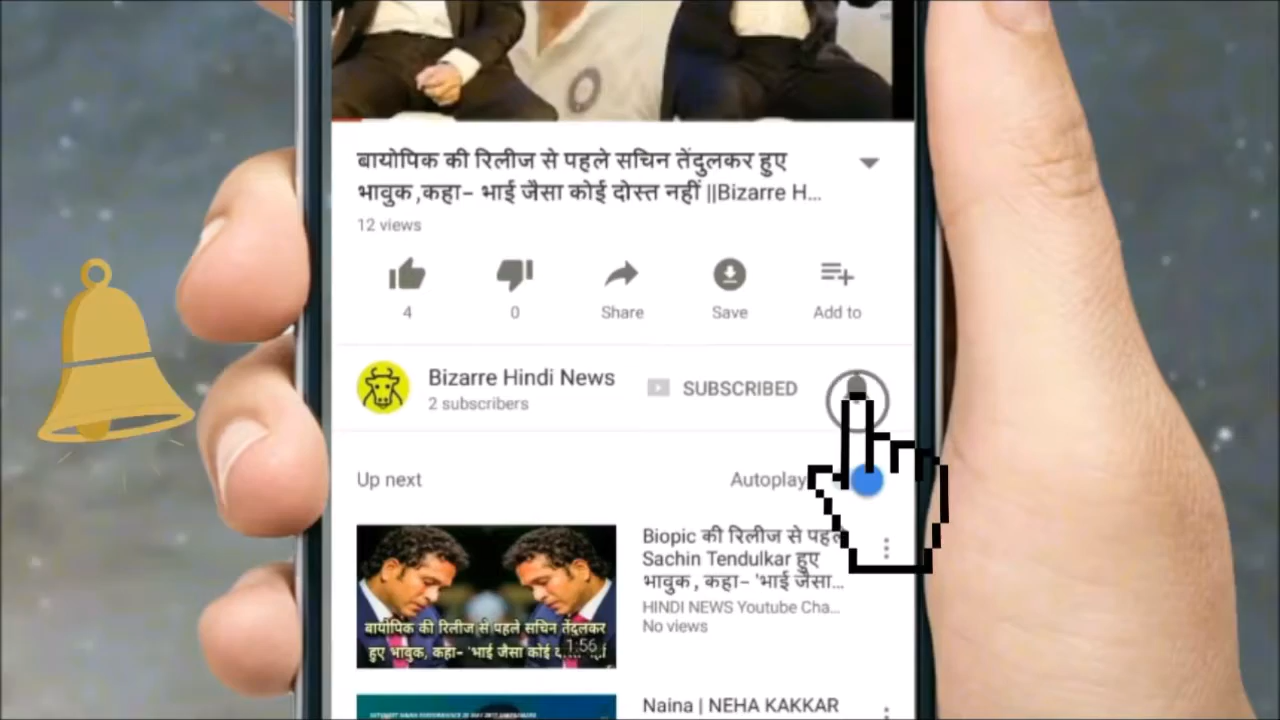 बायोपिक की रिलीज से पहले सचिन तेंदुलकर हुए
भावुक,कहा- भाई जैसा कोई दोस्त नहीं ||Bizarre H...
12 views
4
0
Share
Save
Add to
Bizarre Hindi News
2 subscribers
SUBSCRIBED
Up next
Autoplay
Biopic की रिलीज से पहले
Sachin Tendulkar हुए
भावुक, कहा- 'भाई जैसा...
HINDI NEWS Youtube Cha...
No views
बायोपिक की रिलीज से पहले सचिन तेंदुलकर
हुए भावुक, कहा- 'भाई जैसा कोई
1:56
Naina | NEHA KAKKAR